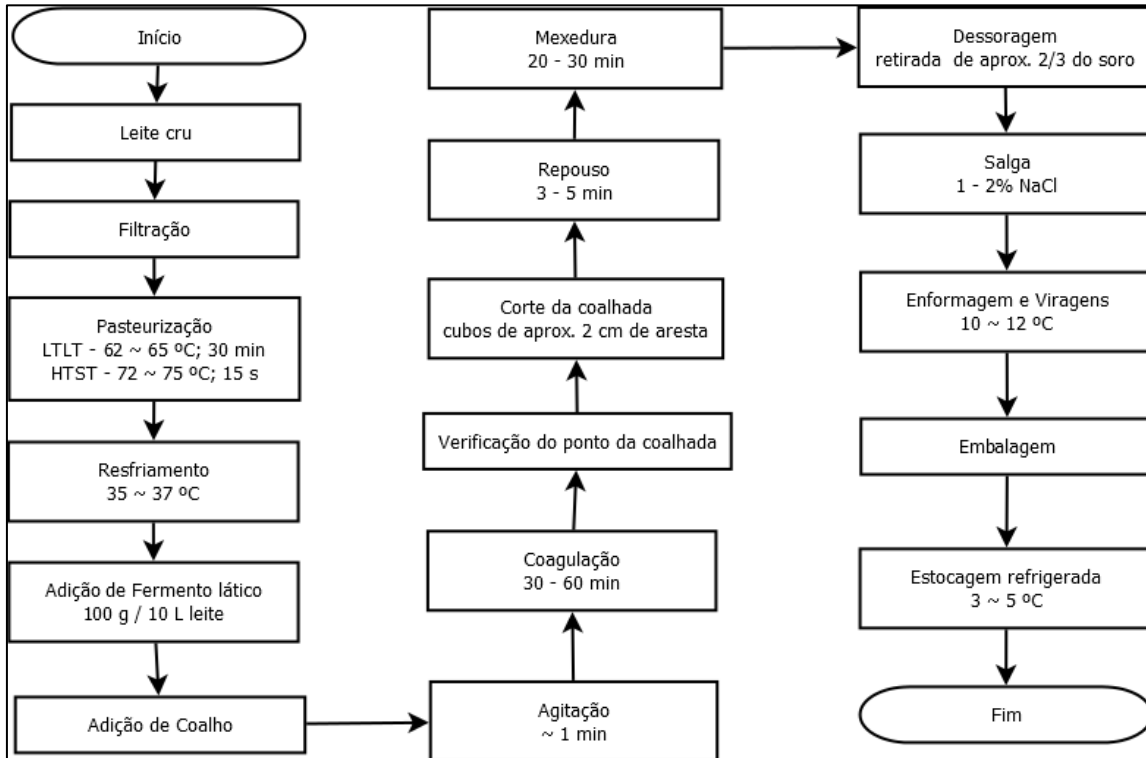 Início
Leite cru
Filtração
Pasteurização
LTLT - 62 ~ 65 ºC; 30 min
HTST - 72 ~ 75 ºC; 15 s
Resfriamento
35 ~ 37 ºC
Adição de Fermento lático
100 g / 10 L leite
Adição de Coalho
Agitação
~ 1 min
Coagulação
30 - 60 min
Verificação do ponto da coalhada
Corte da coalhada
cubos de aprox. 2 cm de aresta
Repouso
3 - 5 min
Mexedura
20 - 30 min
Dessoragem
retirada de aprox. 2/3 do soro
Salga
1 - 2% NaCl
Enformagem e Viragens
10 ~ 12 ºC
Embalagem
Estocagem refrigerada
3 ~ 5 ºC
Fim